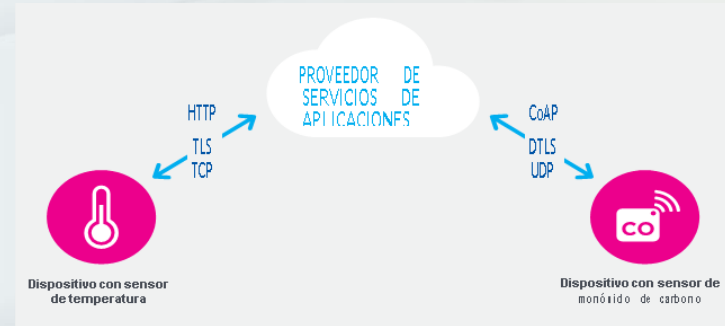 PROVEEDOR DE
SERVICIOS DE
APLICACIONES
HTTP
TLS
TCP
CoAP
DTLS
UDP
CO
Dispositivo con sensor
de temperatura
Dispositivo con sensor de
monóxido de carbono